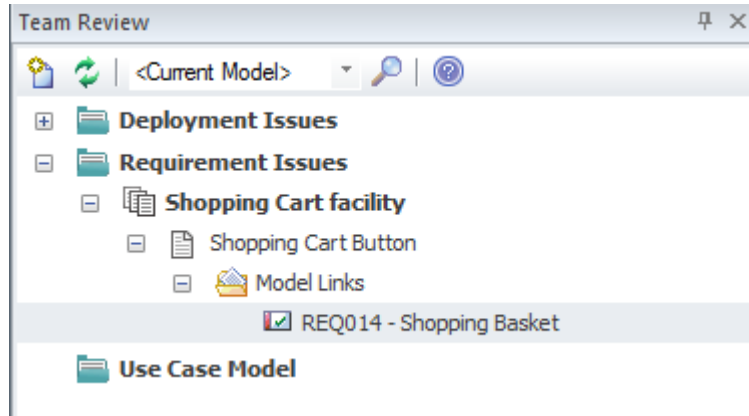 Team Review
<Current Model>
Deployment Issues
Requirement Issues
Shopping Cart facility
Shopping Cart Button
Model Links
REQ014 - Shopping Basket
Use Case Model